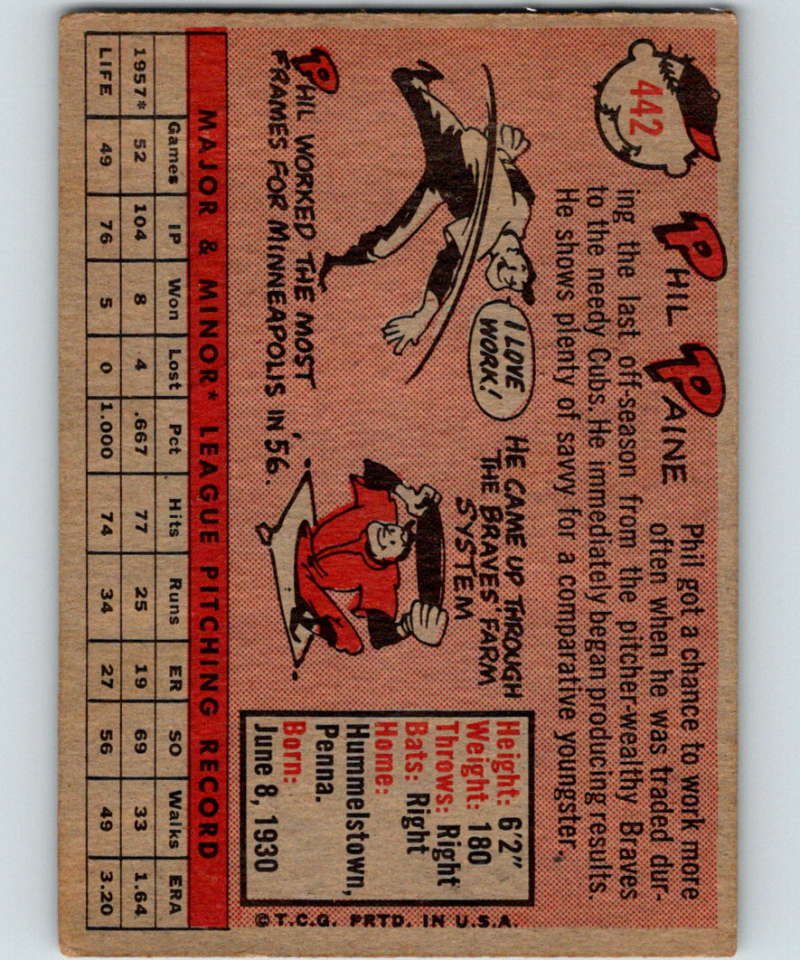 442
PHIL PAINE
Phil got a chance to work more
often when he was traded dur-
ing the last off-season from the pitcher-wealthy Braves
to the needy Cubs. He immediately began producing results.
He shows plenty of savvy for a comparative youngster.
I LOVE
WORK!
PHIL WORKED THE MOST
FRAMES FOR MINNEAPOLIS IN '56.
HE CAME UP THROUGH
THE BRAVES' FARM
SYSTEM
Height: 6'2"
Weight: 180
Throws: Right
Bats: Right
Home:
Hummelstown,
Penna.
Born:
June 8, 1930
© T.C.G. PRTD. IN U.S.A.
MAJOR & MINOR* LEAGUE PITCHING RECORD
Games IP Won Lost Pct Hits Runs ER SO Walks ERA
1957* 52 104 8 4 .667 77 25 19 69 33 1.64
LIFE 49 76 5 0 1.000 74 34 27 56 49 3.20